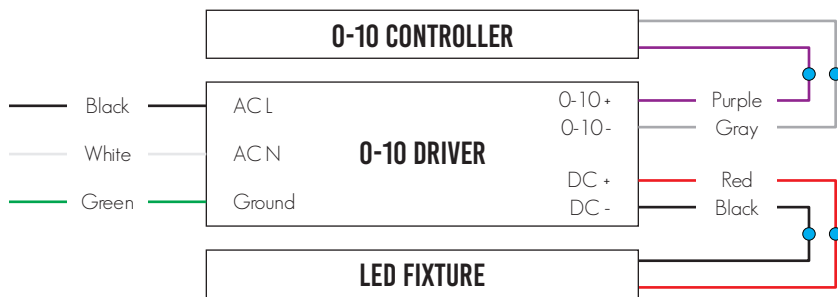 0-10 CONTROLLER
Black
AC L
0-10 +
Purple
0-10 -
Gray
White
AC N
0-10 DRIVER
DC +
Red
Green
Ground
DC -
Black
LED FIXTURE